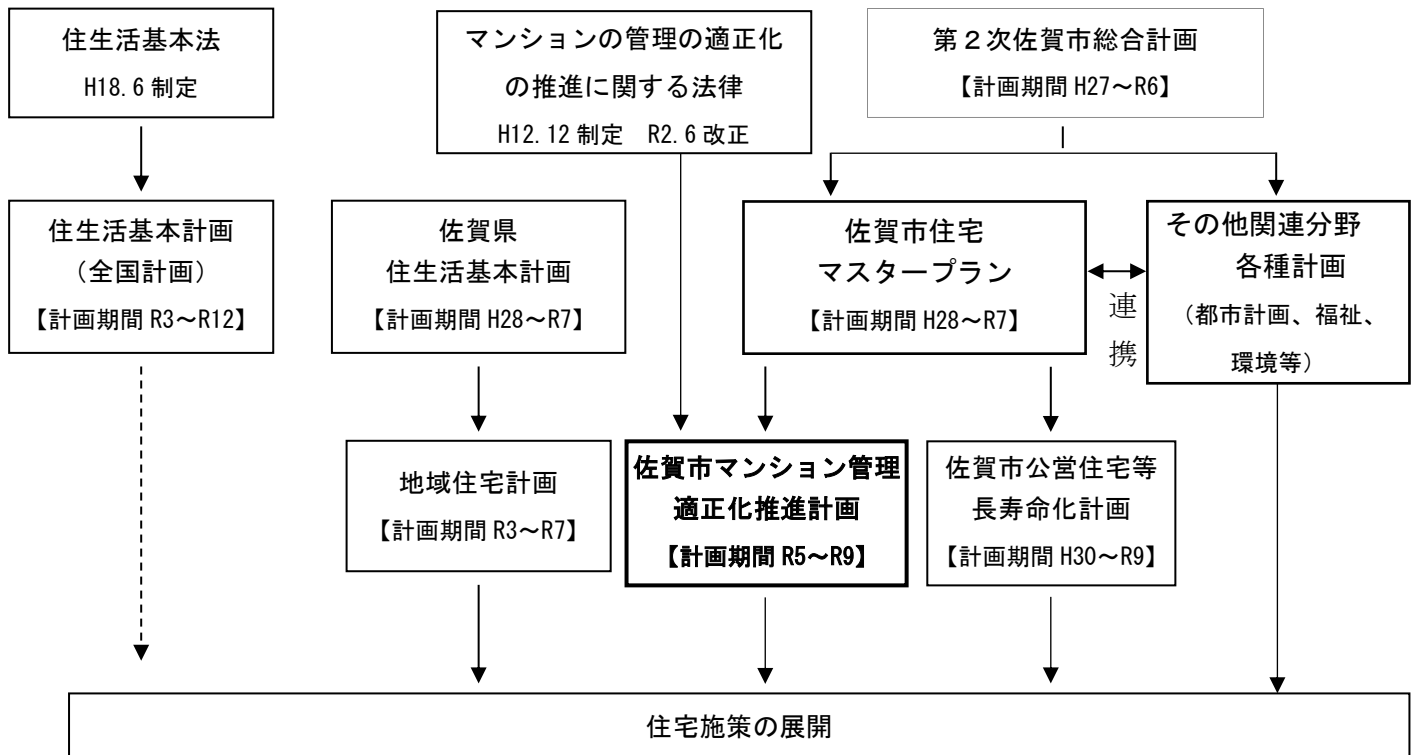 住生活基本法
H18.6 制定
マンションの管理の適正化
の推進に関する法律
H12.12 制定　R2.6 改正
第２次佐賀市総合計画
【計画期間 H27～R6】
住生活基本計画
（全国計画）
【計画期間 R3～R12】
佐賀県
住生活基本計画
【計画期間 H28～R7】
佐賀市住宅
マスタープラン
【計画期間 H28～R7】
連
携
その他関連分野
各種計画
（都市計画、福祉、
環境等）
地域住宅計画
【計画期間 R3～R7】
佐賀市マンション管理
適正化推進計画
【計画期間 R5～R9】
佐賀市公営住宅等
長寿命化計画
【計画期間 H30～R9】
住宅施策の展開